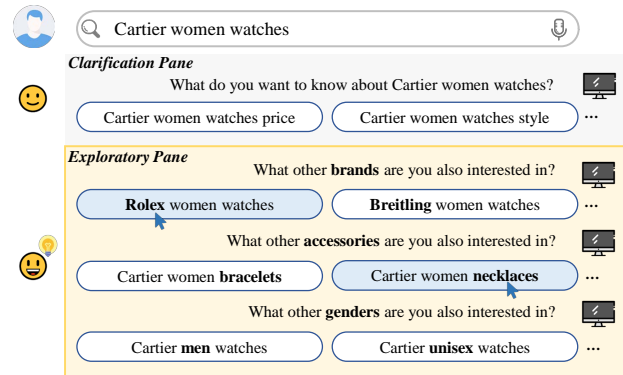 Cartier women watches
Clarification Pane
What do you want to know about Cartier women watches?
Cartier women watches price Cartier women watches style ...
Exploratory Pane
What other brands are you also interested in?
Rolex women watches Breitling women watches ...
What other accessories are you also interested in?
Cartier women bracelets Cartier women necklaces ...
What other genders are you also interested in?
Cartier men watches Cartier unisex watches ...